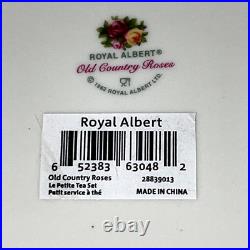 ROYAL ALBERT®
Old Country Roses
© 1962 ROYAL ALBERT LTD.
Royal Albert
6 52383 63048 2
Old Country Roses 28839013
Le Petite Tea Set
Petit service à thé MADE IN CHINA